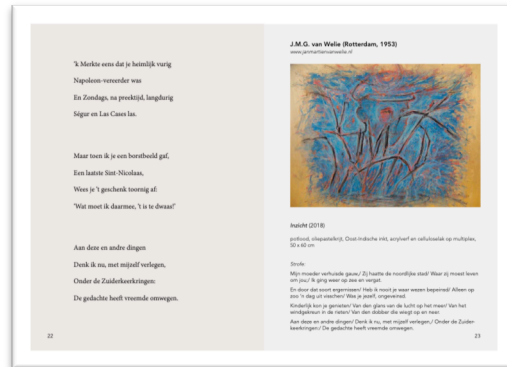 'k Merkte eens dat je heimlijk vurig
Napoleon-vereerder was
En Zondags, na preektijd, langdurig
Ségur en Las Cases las.
Maar toen ik je een borstbeeld gaf,
Een laatste Sint-Nicolaas,
Wees je 't geschenk toornig af:
'Wat moet ik daarmee, 't is te dwaas!'
Aan deze en andre dingen
Denk ik nu, met mijzelf verlegen,
Onder de Zuiderkeerkringen:
De gedachte heeft vreemde omwegen.
22
J.M.G. van Welie (Rotterdam, 1953)
www.janmartienvanwelie.nl
Inzicht (2018)
potlood, oliepastelkrijt, Oost-Indische inkt, acrylverf en celluloselak op multiplex,
50 x 60 cm
Strofe:
Mijn moeder verhuisde gauw;/ Zij haatte de noordlijke stad/ Waar zij moest leven
om jou;/ Ik ging weer op zee en vergat.
En door dat soort ergernissen/ Heb ik nooit je waar wezen bepeinsd/ Alleen op
zoo 'n dag uit visschen/ Was je jezelf, ongeveinsd.
Kinderlijk kon je genieten/ Van den glans van de lucht op het meer/ Van het
windgekreun in de rieten/ Van den dobber die wiegt op en neer.
Aan deze en andre dingen/ Denk ik nu, met mijzelf verlegen,/ Onder de Zuider-
keerkringen:/ De gedachte heeft vreemde omwegen.
23